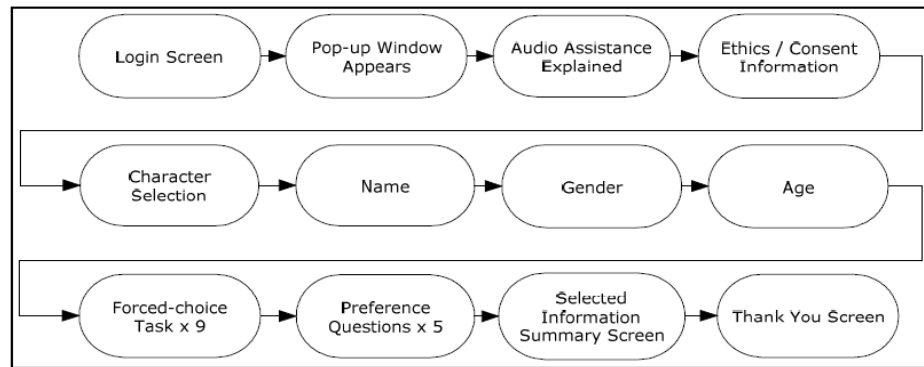 Login Screen
Pop-up Window
Appears
Audio Assistance
Explained
Ethics / Consent
Information
Character
Selection
Name
Gender
Age
Forced-choice
Task x 9
Preference
Questions x 5
Selected
Information
Summary Screen
Thank You Screen